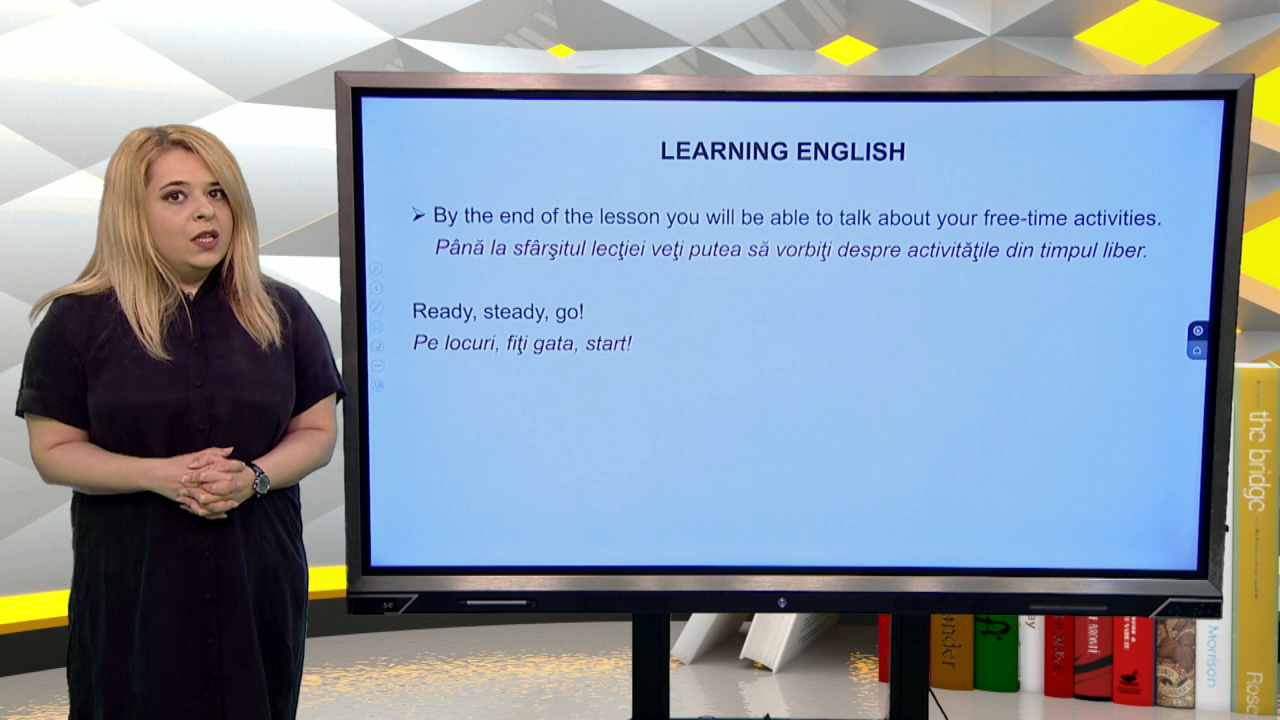 LEARNING ENGLISH
➢ By the end of the lesson you will be able to talk about your free-time activities.
Până la sfârşitul lecţiei veţi putea să vorbiţi despre activităţile din timpul liber.
Ready, steady, go!
Pe locuri, fiţi gata, start!
the bridge
Morrison